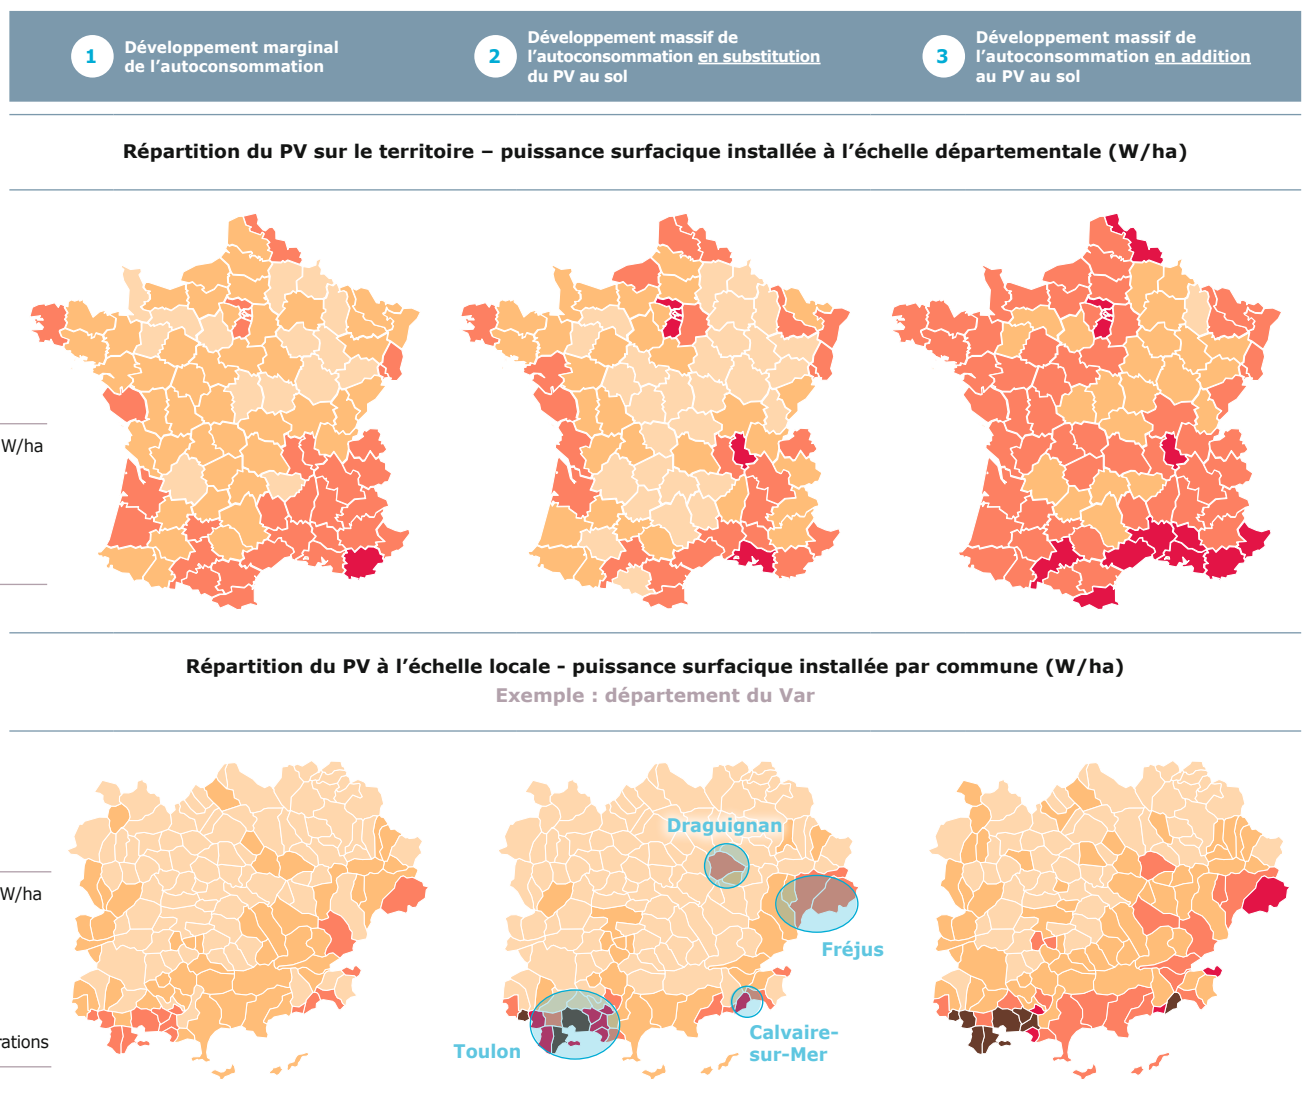 1
Développement marginal
de l'autoconsommation
2
Développement massif de
l'autoconsommation en substitution
du PV au sol
3
Développement massif de
l'autoconsommation en addition
au PV au sol
Répartition du PV sur le territoire – puissance surfacique installée à l'échelle départementale (W/ha)
W/ha
Répartition du PV à l'échelle locale - puissance surfacique installée par commune (W/ha)
Exemple : département du Var
Draguignan
W/ha
Fréjus
Calvaire-
sur-Mer
Toulon
rations